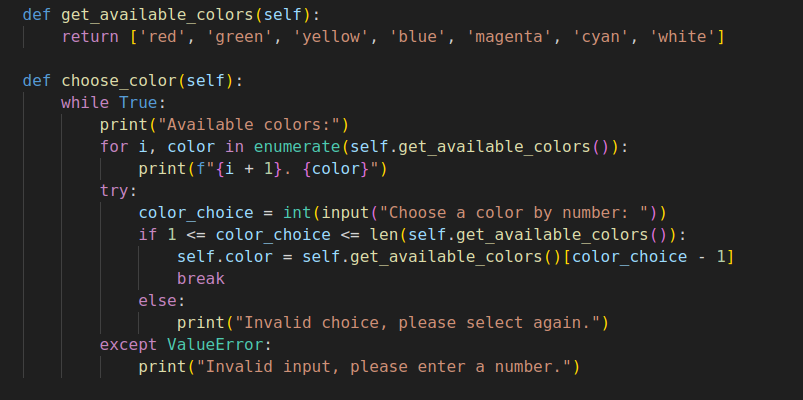 def get_available_colors(self):
    return ['red', 'green', 'yellow', 'blue', 'magenta', 'cyan', 'white']

def choose_color(self):
    while True:
        print("Available colors:")
        for i, color in enumerate(self.get_available_colors()):
            print(f"{i + 1}. {color}")
        try:
            color_choice = int(input("Choose a color by number: "))
            if 1 <= color_choice <= len(self.get_available_colors()):
                self.color = self.get_available_colors()[color_choice - 1]
                break
            else:
                print("Invalid choice, please select again.")
        except ValueError:
            print("Invalid input, please enter a number.")